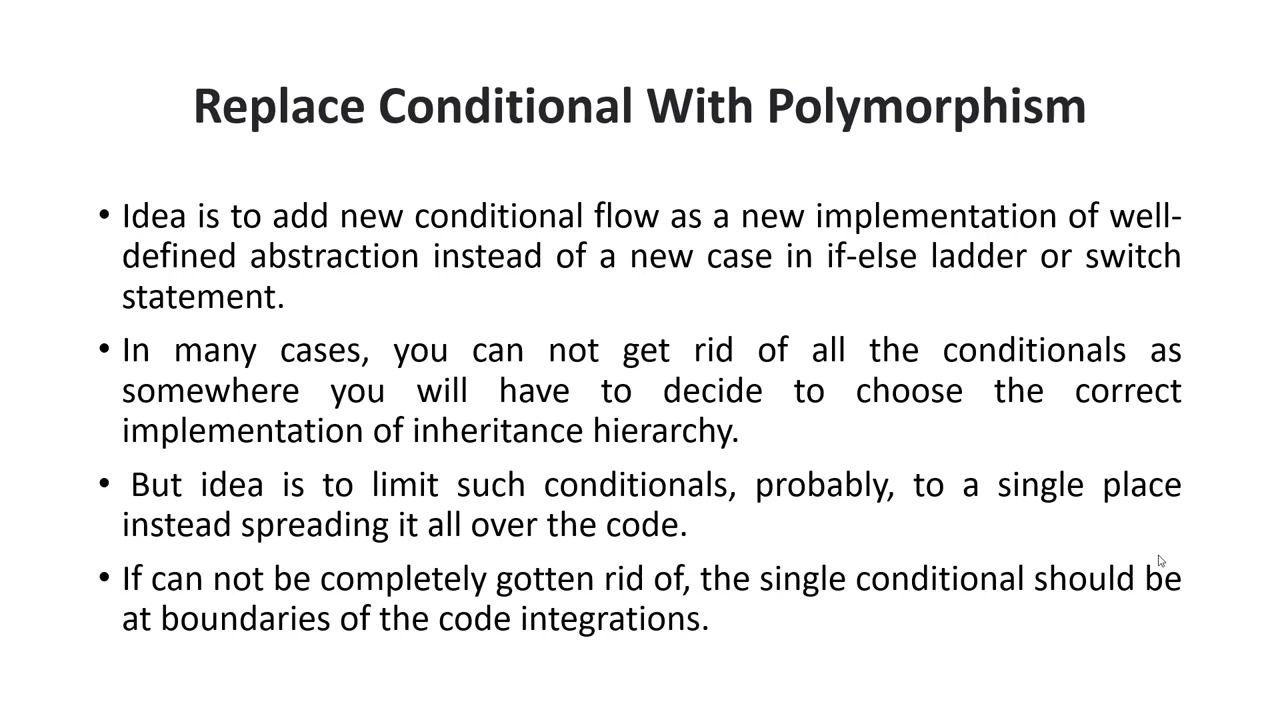 Replace Conditional With Polymorphism
• Idea is to add new conditional flow as a new implementation of well-
defined abstraction instead of a new case in if-else ladder or switch
statement.
• In many cases, you can not get rid of all the conditionals as
somewhere you will have to decide to choose the correct
implementation of inheritance hierarchy.
• But idea is to limit such conditionals, probably, to a single place
instead spreading it all over the code.
• If can not be completely gotten rid of, the single conditional should be
at boundaries of the code integrations.